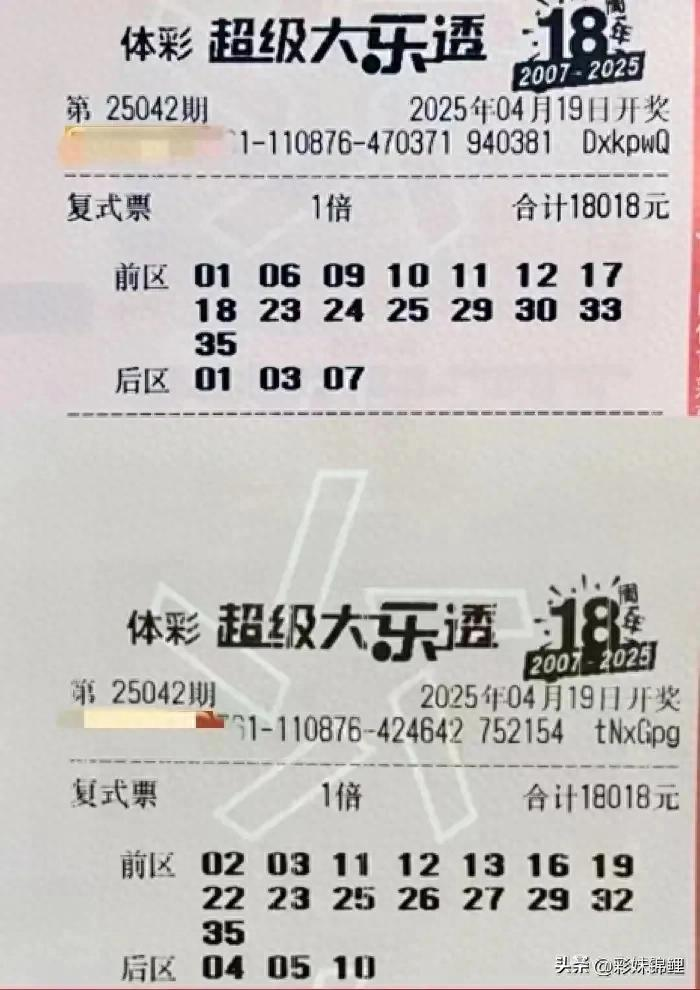 体彩 超级大乐透 18周年
2007-2025
第 25042期 2025年04月19日开奖
1-110876-470371 940381 DxkpwQ
复式票 1倍 合计18018元
前区 01 06 09 10 11 12 17
18 23 24 25 29 30 33
35
后区 01 03 07
体彩 超级大乐透 18周年
2007-2025
第 25042期 2025年04月19日开奖
61-110876-424642 752154 tNxGpg
复式票 1倍 合计18018元
前区 02 03 11 12 13 16 19
22 23 25 26 27 29 32
35
后区 04 05 10
头条 @彩妹锦鲤